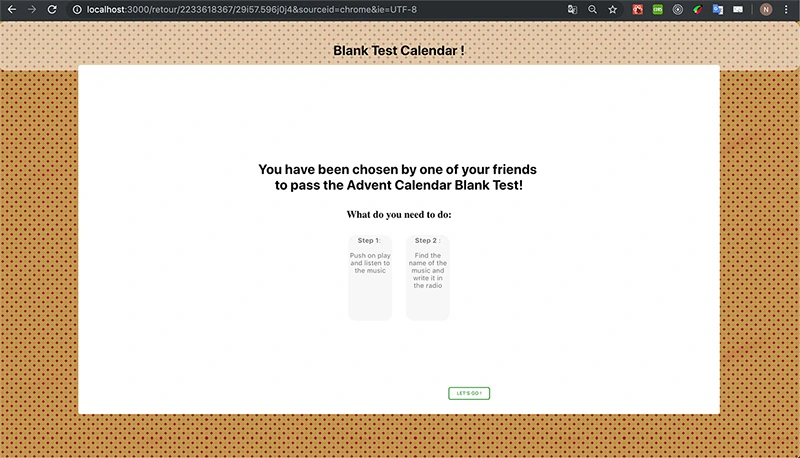 localhost:3000/retour/2233618367/29i57.596j0j4&sourceid=chrome&ie=UTF-8
N
Blank Test Calendar !
You have been chosen by one of your friends
to pass the Advent Calendar Blank Test!
What do you need to do:
Step 1:
Push on play
and listen to
the music
Step 2 :
Find the
name of the
music and
write it in
the radio
LET'S GO !